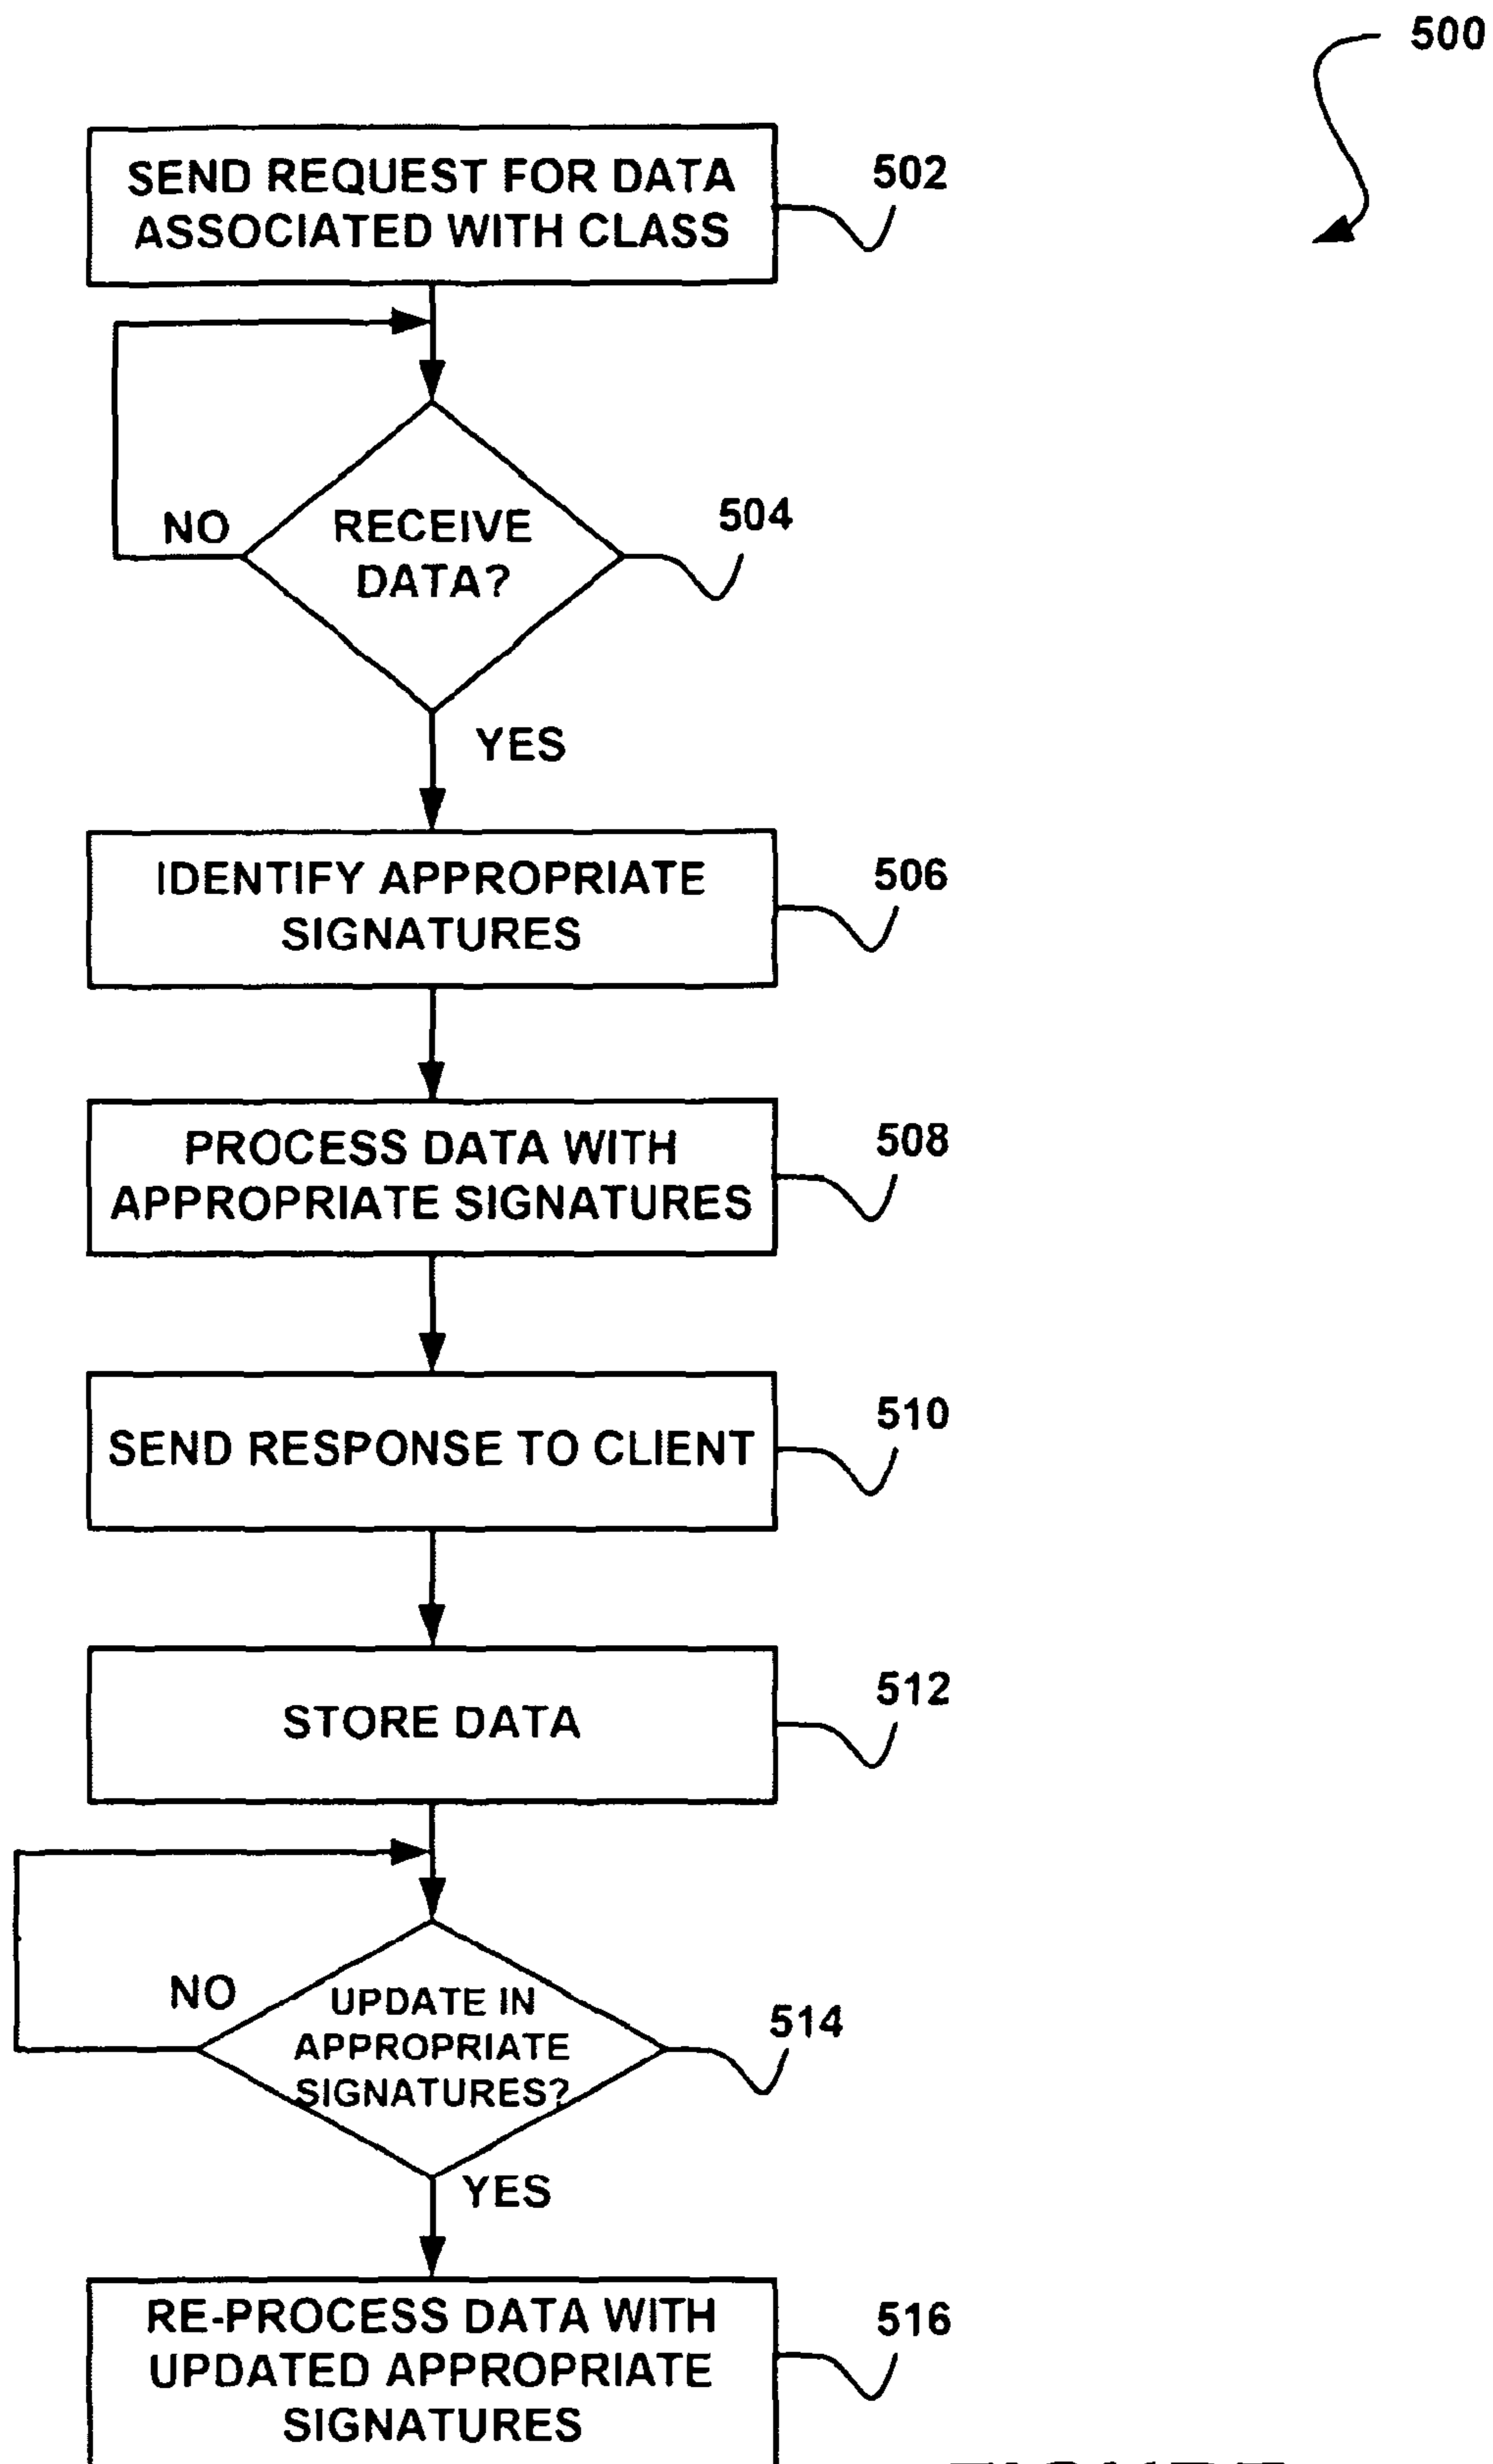 500
SEND REQUEST FOR DATA
ASSOCIATED WITH CLASS
502
NO
RECEIVE
DATA?
504
YES
IDENTIFY APPROPRIATE
SIGNATURES
506
PROCESS DATA WITH
APPROPRIATE SIGNATURES
508
SEND RESPONSE TO CLIENT
510
STORE DATA
512
NO
UPDATE IN
APPROPRIATE
SIGNATURES?
514
YES
RE-PROCESS DATA WITH
UPDATED APPROPRIATE
SIGNATURES
516